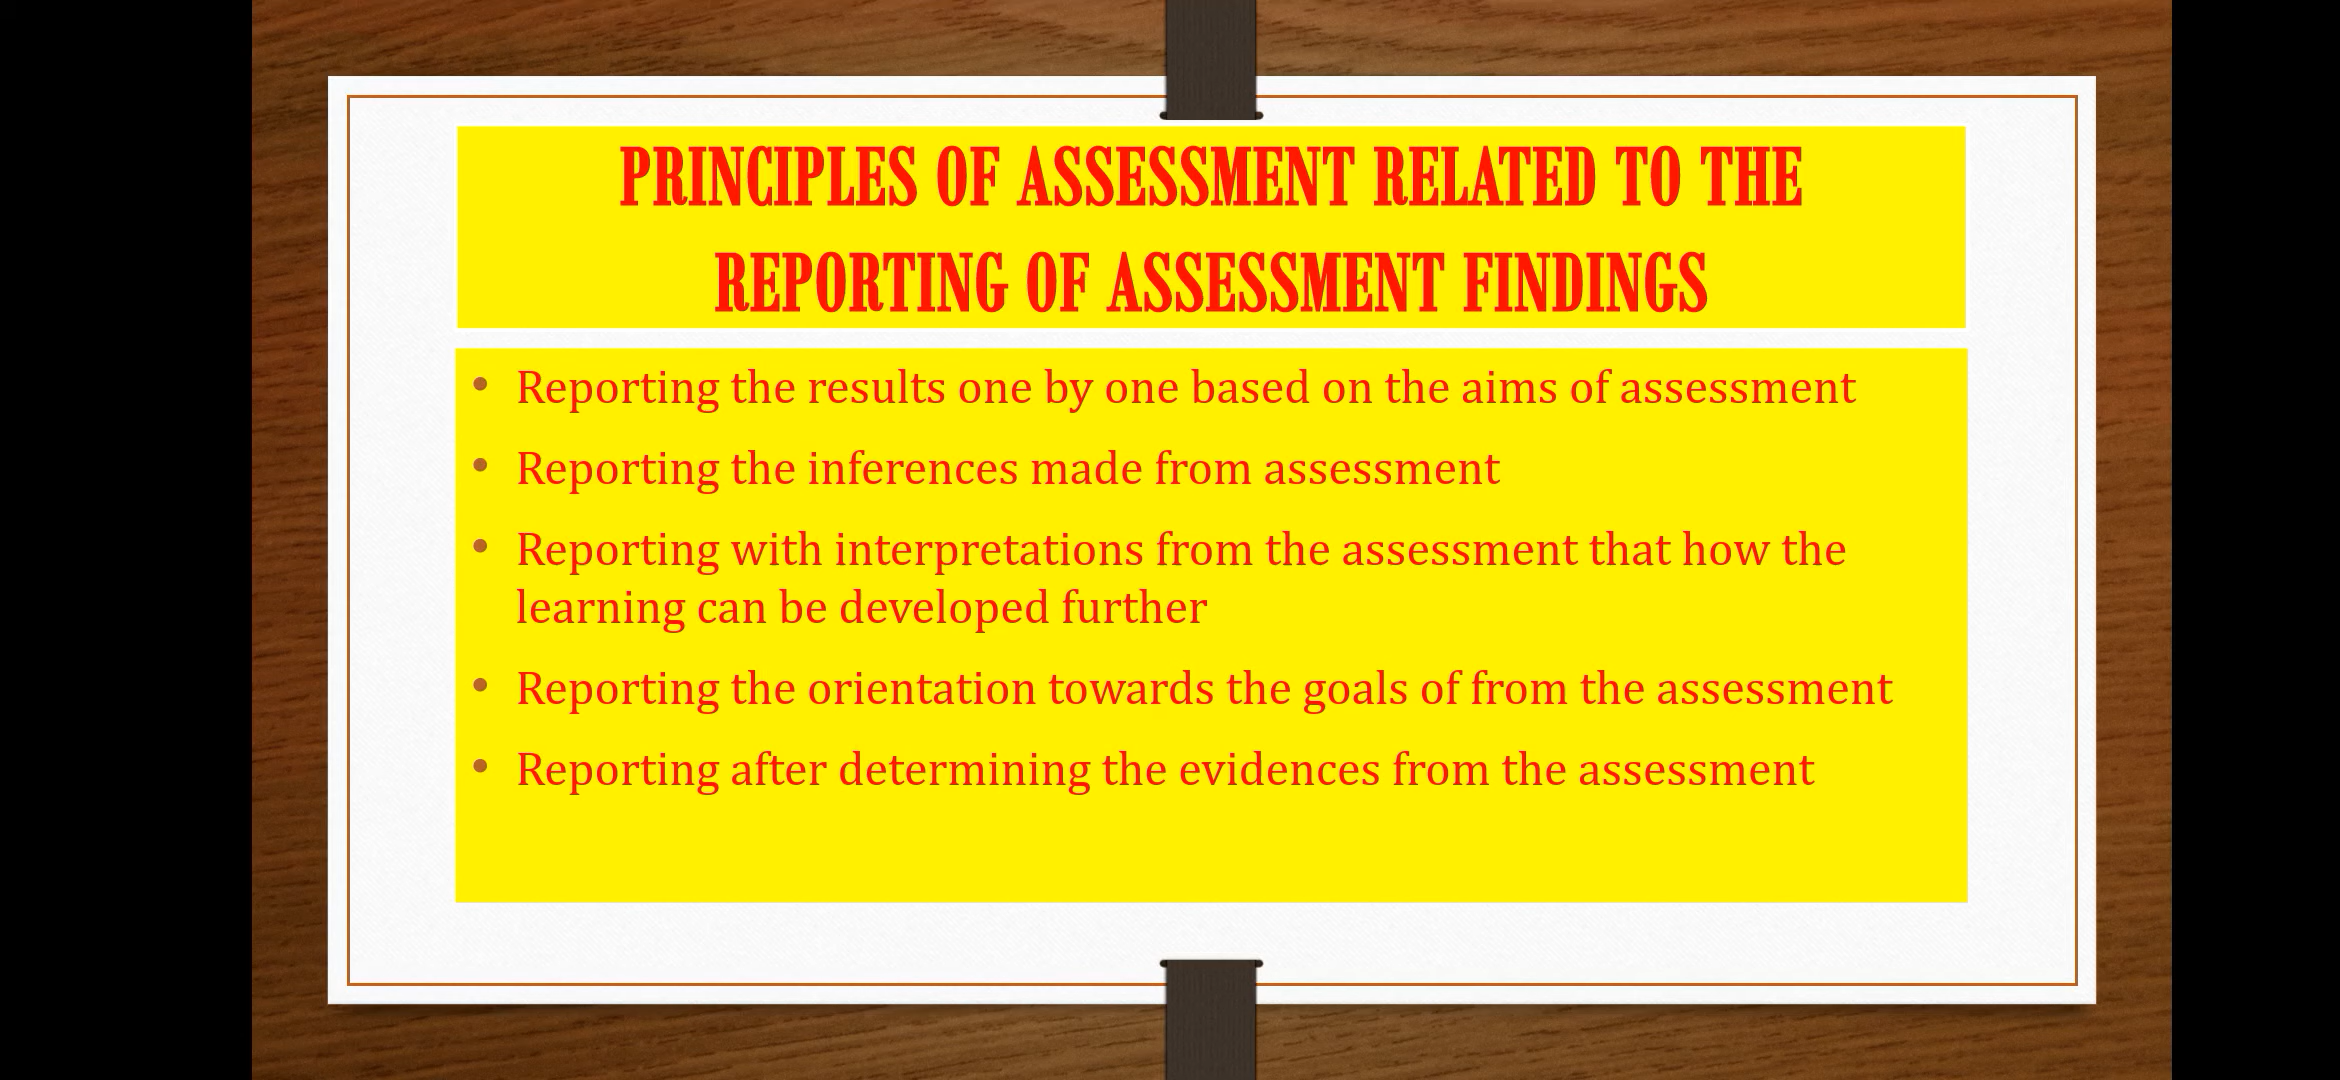 PRINCIPLES OF ASSESSMENT RELATED TO THE
REPORTING OF ASSESSMENT FINDINGS
• Reporting the results one by one based on the aims of assessment
• Reporting the inferences made from assessment
• Reporting with interpretations from the assessment that how the
learning can be developed further
• Reporting the orientation towards the goals of from the assessment
• Reporting after determining the evidences from the assessment